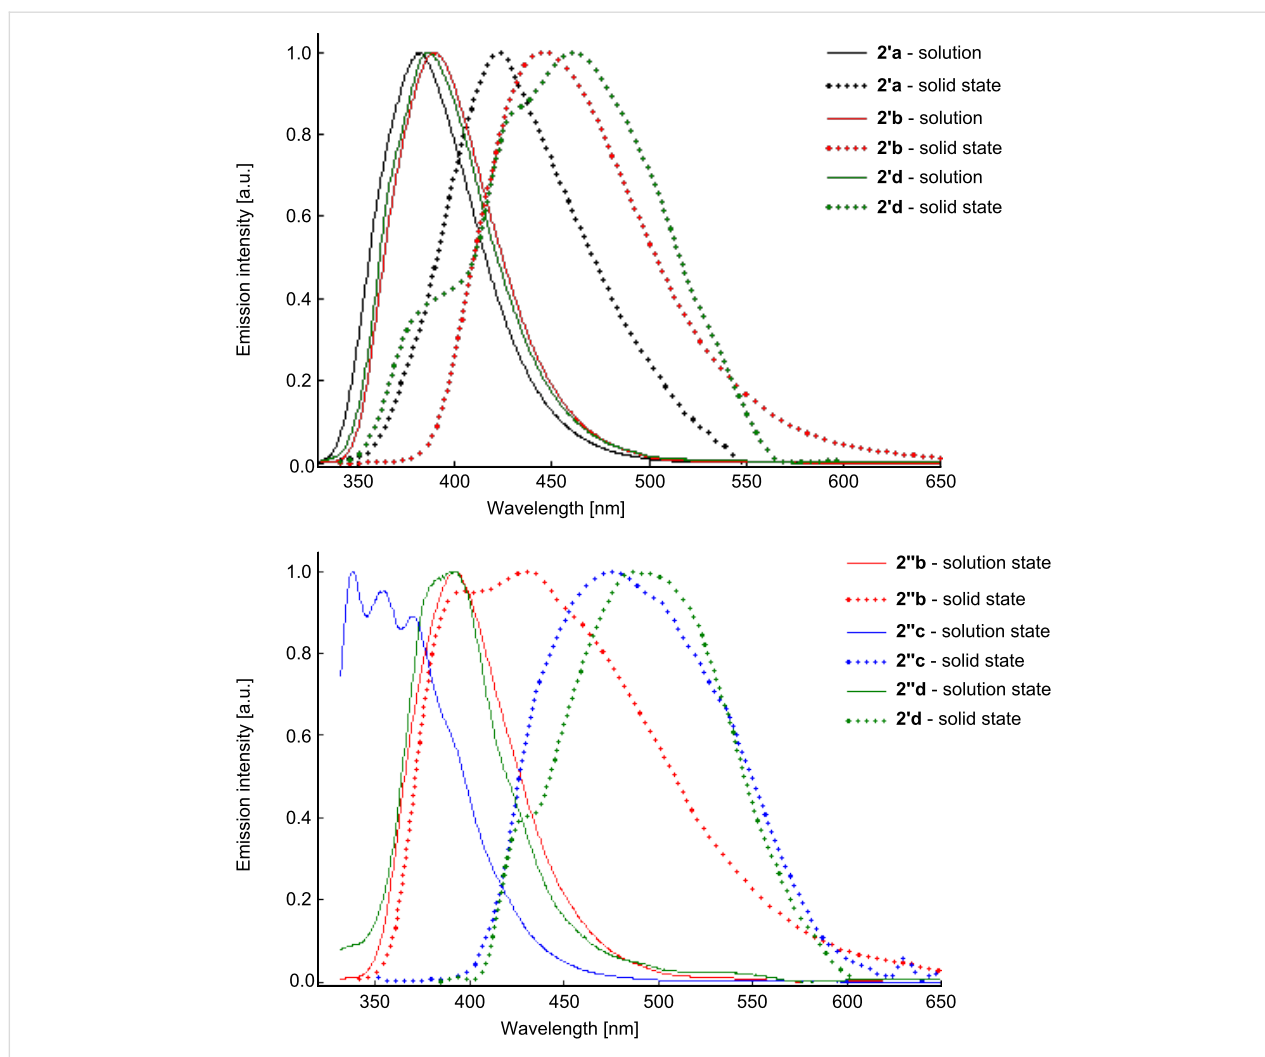 1.0
0.8
0.6
0.4
0.2
0.0
Emission intensity [a.u.]
350 400 450 500 550 600 650
Wavelength [nm]
2'a - solution
2'a - solid state
2'b - solution
2'b - solid state
2'd - solution
2'd - solid state
1.0
0.8
0.6
0.4
0.2
0.0
Emission intensity [a.u.]
350 400 450 500 550 600 650
Wavelength [nm]
2"b - solution state
2"b - solid state
2"c - solution state
2"c - solid state
2"d - solution state
2'd - solid state